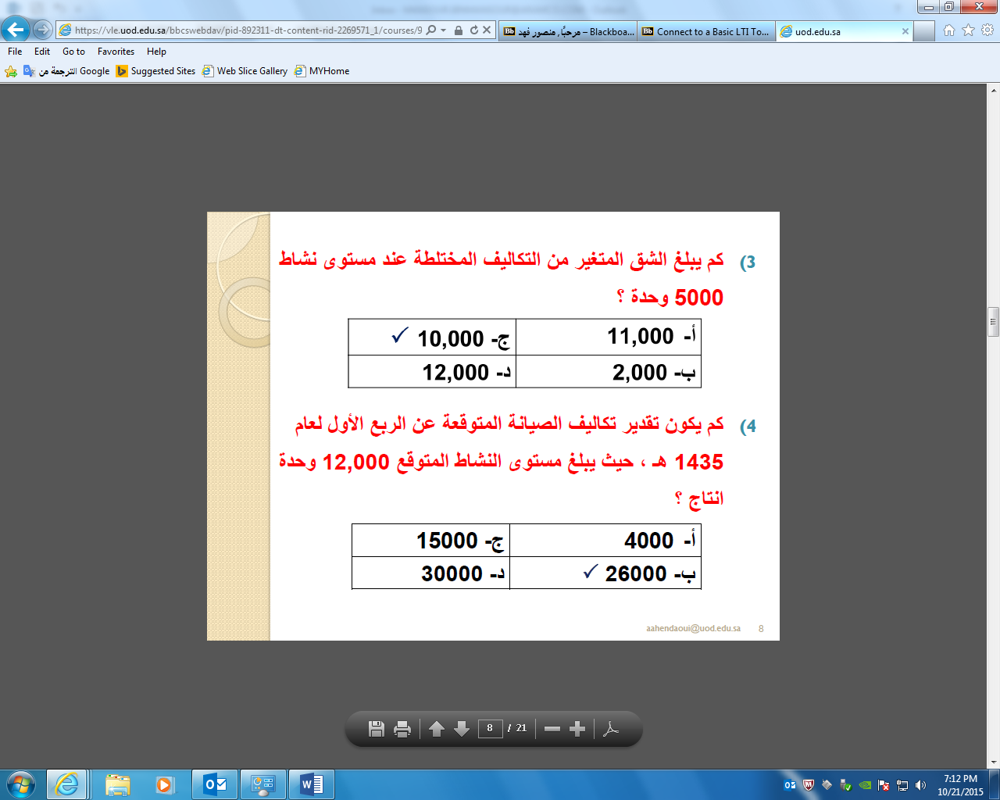 https://vle.uod.edu.sa/bbcswebdav/pid-892311-dt-content-rid-2269571_1/courses/9
مرحبًا, منصور فهد – Blackboa...
Connect to a Basic LTI To...
uod.edu.sa
File Edit Go to Favorites Help
الترجمة من Google
Suggested Sites
Web Slice Gallery
MYHome
3) كم يبلغ الشق المتغير من التكاليف المختلطة عند مستوى نشاط
5000 وحدة ؟
أ- 11,000 ج- 10,000 ✓
ب- 2,000 د- 12,000
4) كم يكون تقدير تكاليف الصيانة المتوقعة عن الربع الأول لعام
1435 هـ ، حيث يبلغ مستوى النشاط المتوقع 12,000 وحدة
انتاج ؟
أ- 4000 ج- 15000
ب- 26000 ✓ د- 30000
aahendaoui@uod.edu.sa 8
8 / 21
7:12 PM
10/21/2015